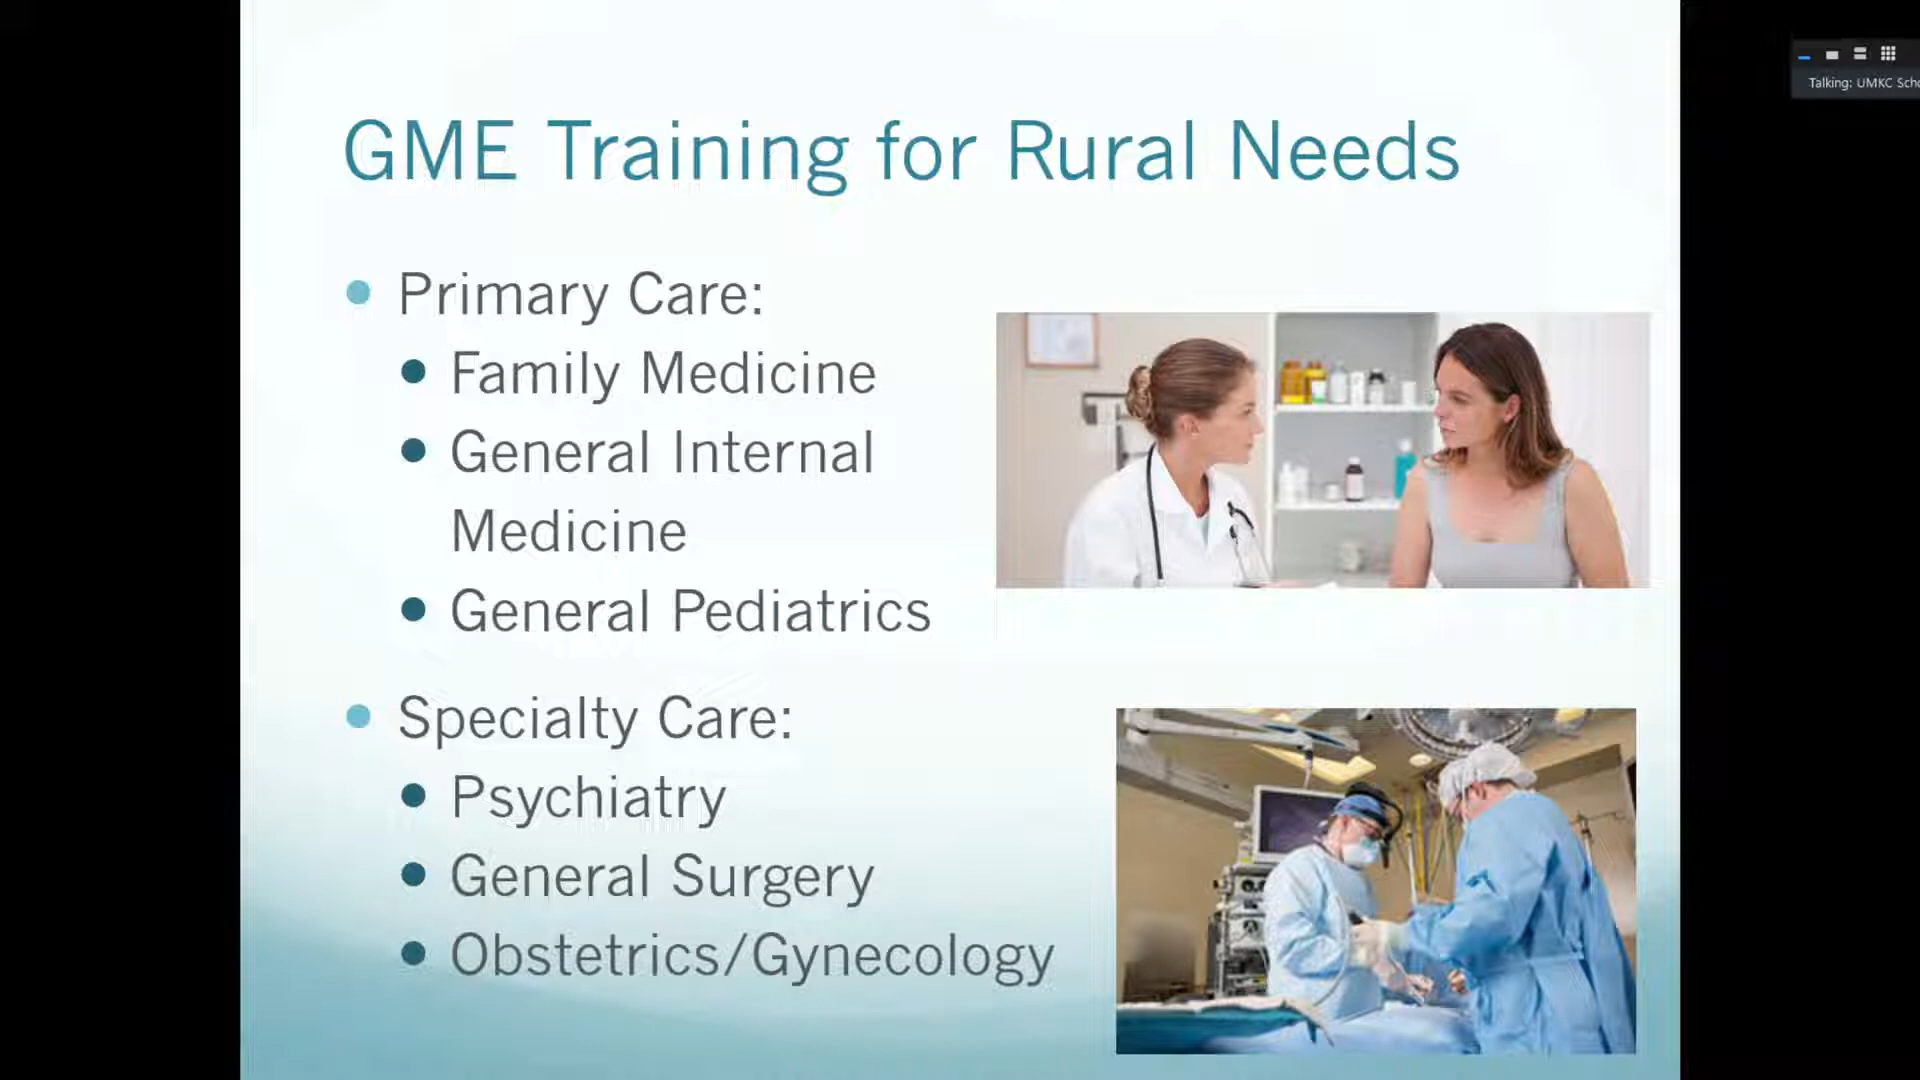 GME Training for Rural Needs
Primary Care:
Family Medicine
General Internal
Medicine
General Pediatrics
Specialty Care:
Psychiatry
General Surgery
Obstetrics/Gynecology
Talking: UMKC